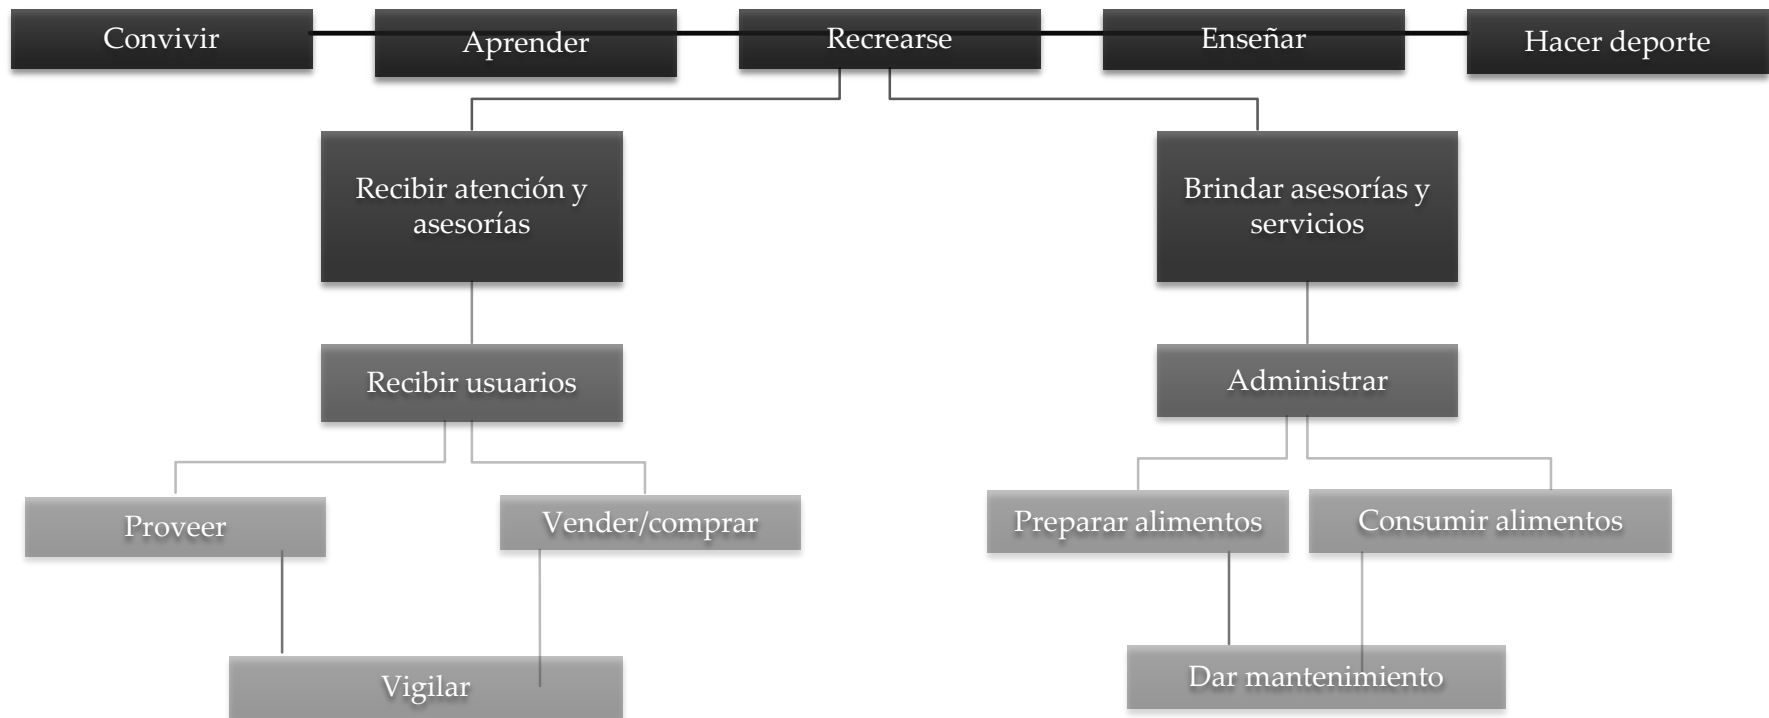 Convivir
Aprender
Recrearse
Enseñar
Hacer deporte
Recibir atención y
asesorías
Brindar asesorías y
servicios
Recibir usuarios
Administrar
Proveer
Vender/comprar
Preparar alimentos
Consumir alimentos
Vigilar
Dar mantenimiento